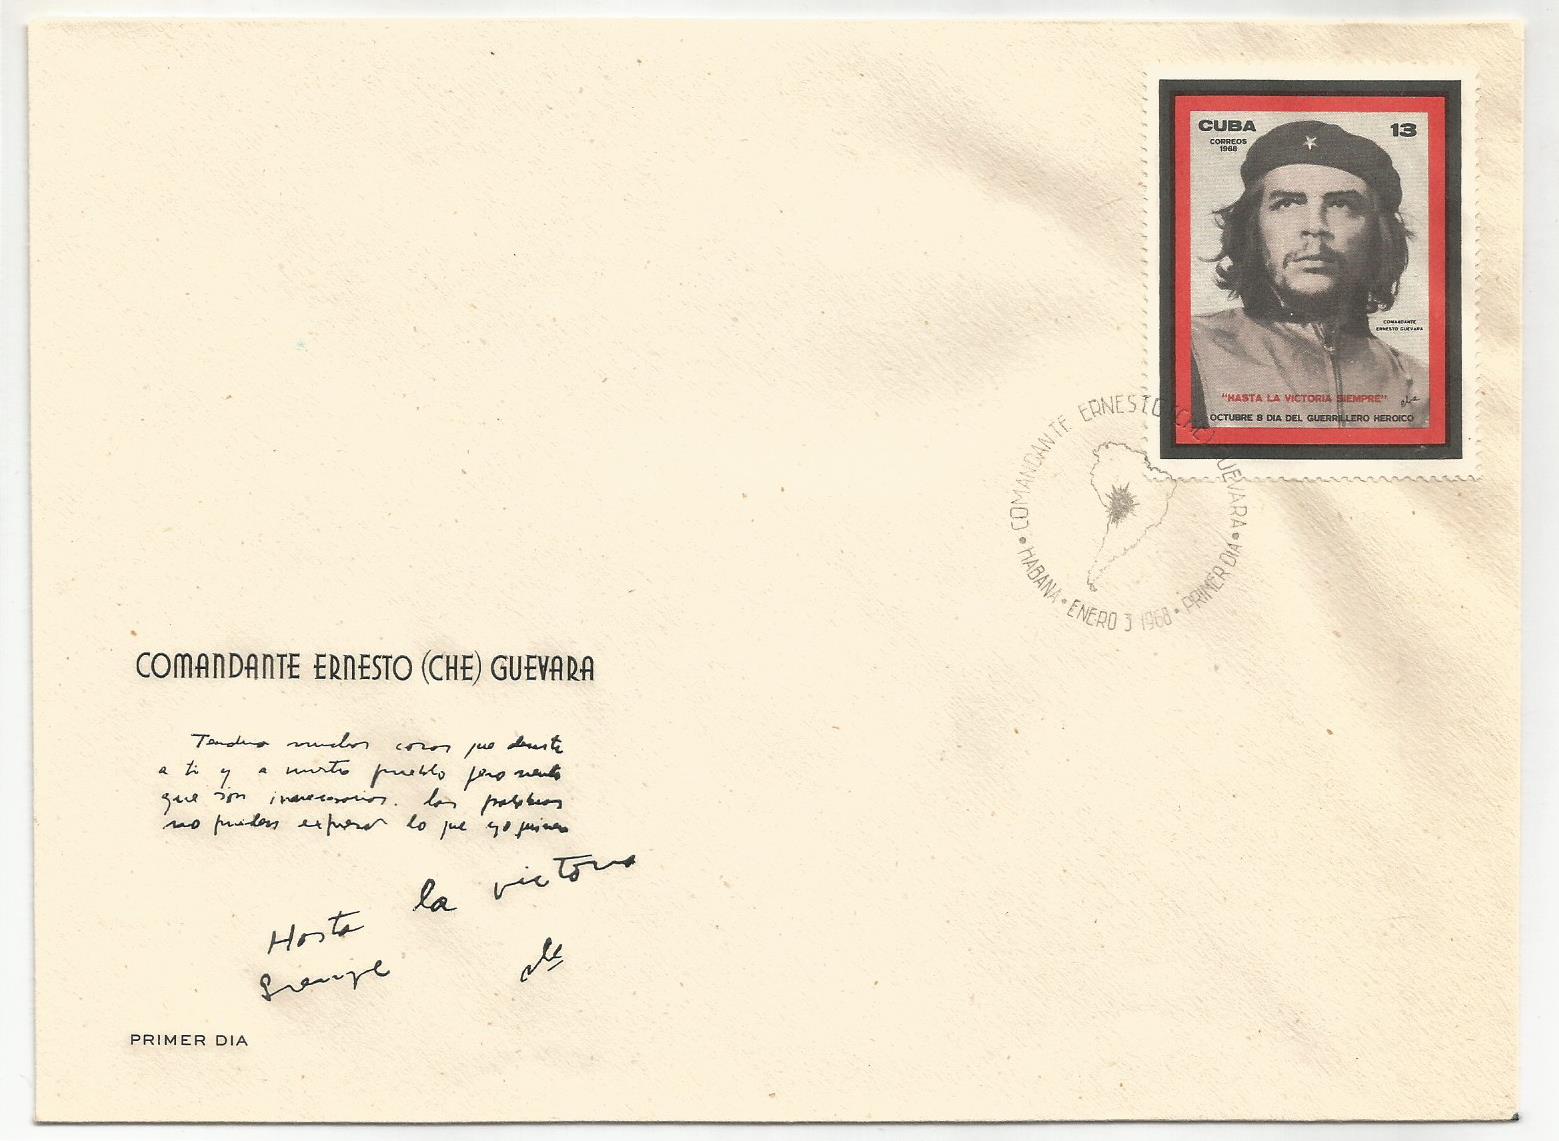 CUBA
13
CORREOS
1968
COMANDANTE
ERNESTO GUEVARA
"HASTA LA VICTORIA SIEMPRE"
che
OCTUBRE 8 DIA DEL GUERRILLERO HEROICO
COMANDANTE ERNESTO (CHE) GUEVARA
• HABANA • ENERO 3 1968 • PRIMER DIA •
COMANDANTE ERNESTO (CHE) GUEVARA
Tendria muchas cosas que decirte
a ti y a nuestro pueblo pero siento
que son innecesarias. las palabras
no pueden expresar lo que yo quisiera
Hasta la victoria
Siempre
che
PRIMER DIA